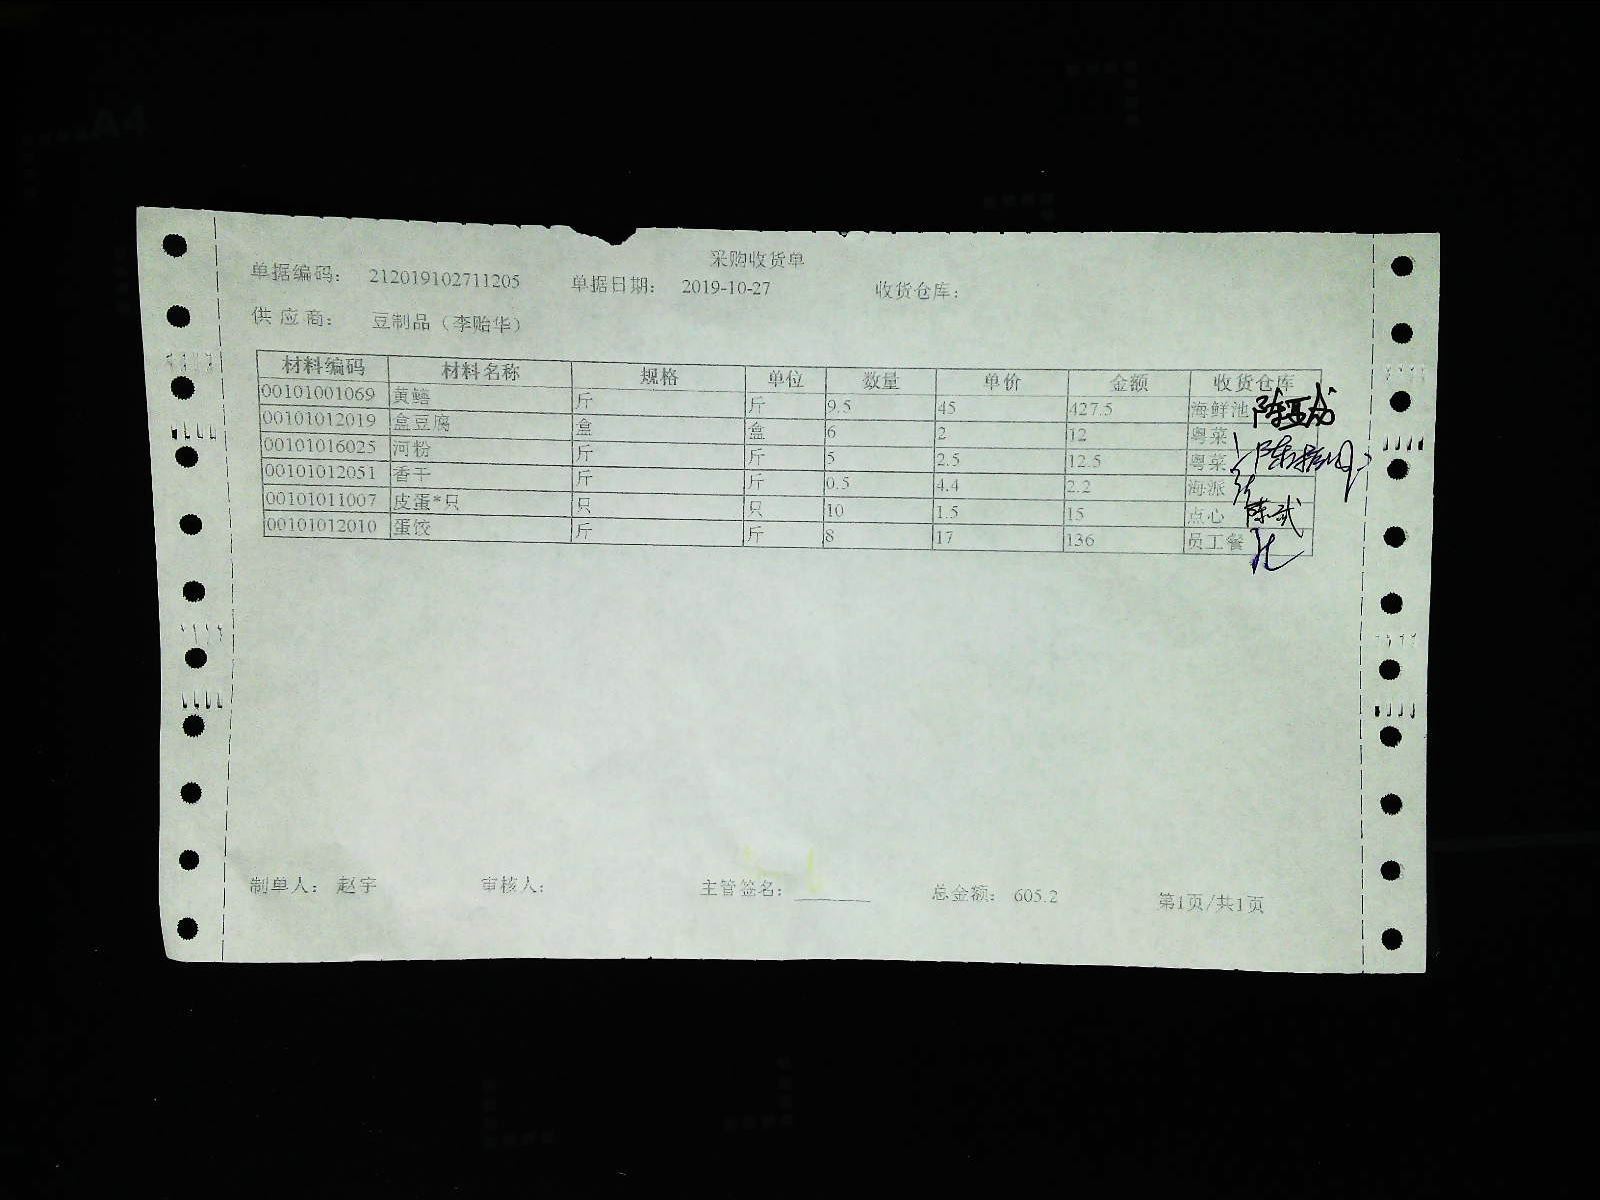 采购收货单
单据编码： 212019102711205 单据日期： 2019-10-27 收货仓库：
供应商： 豆制品（李贻华）
材料编码 材料名称 规格 单位 数量 单价 金额 收货仓库
00101001069 黄鳝 斤 斤 9.5 45 427.5 海鲜池
00101012019 盒豆腐 盒 盒 6 2 12 粤菜
00101016025 河粉 斤 斤 5 2.5 12.5 粤菜
00101012051 香干 斤 斤 0.5 4.4 2.2 海派
00101011007 皮蛋*只 只 只 10 1.5 15 点心
00101012010 蛋饺 斤 斤 8 17 136 员工餐
制单人： 赵宇 审核人： 主管签名： 总金额： 605.2 第1页/共1页